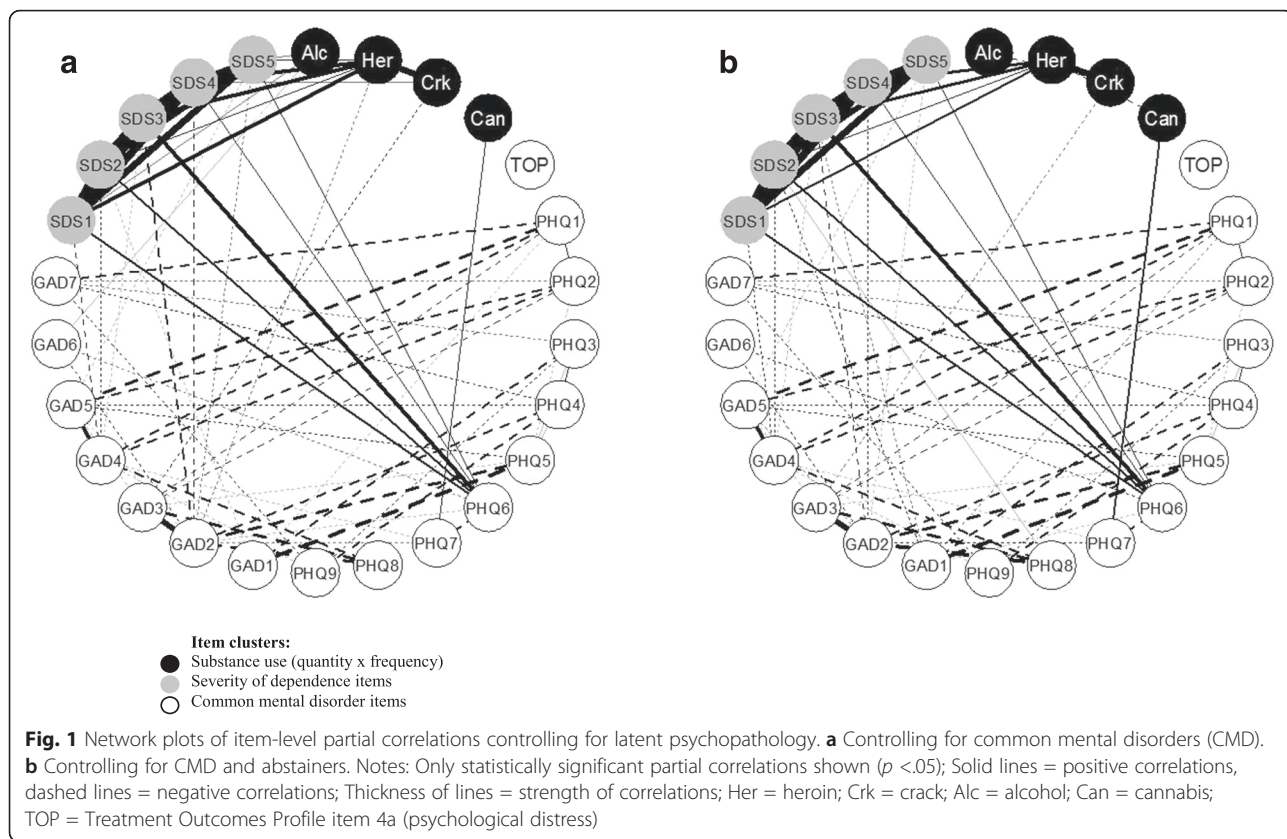 a
Alc
Her
Crk
Can
TOP
PHQ1
PHQ2
PHQ3
PHQ4
PHQ5
PHQ6
PHQ7
PHQ8
PHQ9
GAD1
GAD2
GAD3
GAD4
GAD5
GAD6
GAD7
SDS1
SDS2
SDS3
SDS4
SDS5
b
Alc
Her
Crk
Can
TOP
PHQ1
PHQ2
PHQ3
PHQ4
PHQ5
PHQ6
PHQ7
PHQ8
PHQ9
GAD1
GAD2
GAD3
GAD4
GAD5
GAD6
GAD7
SDS1
SDS2
SDS3
SDS4
SDS5
Item clusters:
Substance use (quantity x frequency)
Severity of dependence items
Common mental disorder items
Fig. 1 Network plots of item-level partial correlations controlling for latent psychopathology. a Controlling for common mental disorders (CMD).
b Controlling for CMD and abstainers. Notes: Only statistically significant partial correlations shown (p <.05); Solid lines = positive correlations,
dashed lines = negative correlations; Thickness of lines = strength of correlations; Her = heroin; Crk = crack; Alc = alcohol; Can = cannabis;
TOP = Treatment Outcomes Profile item 4a (psychological distress)